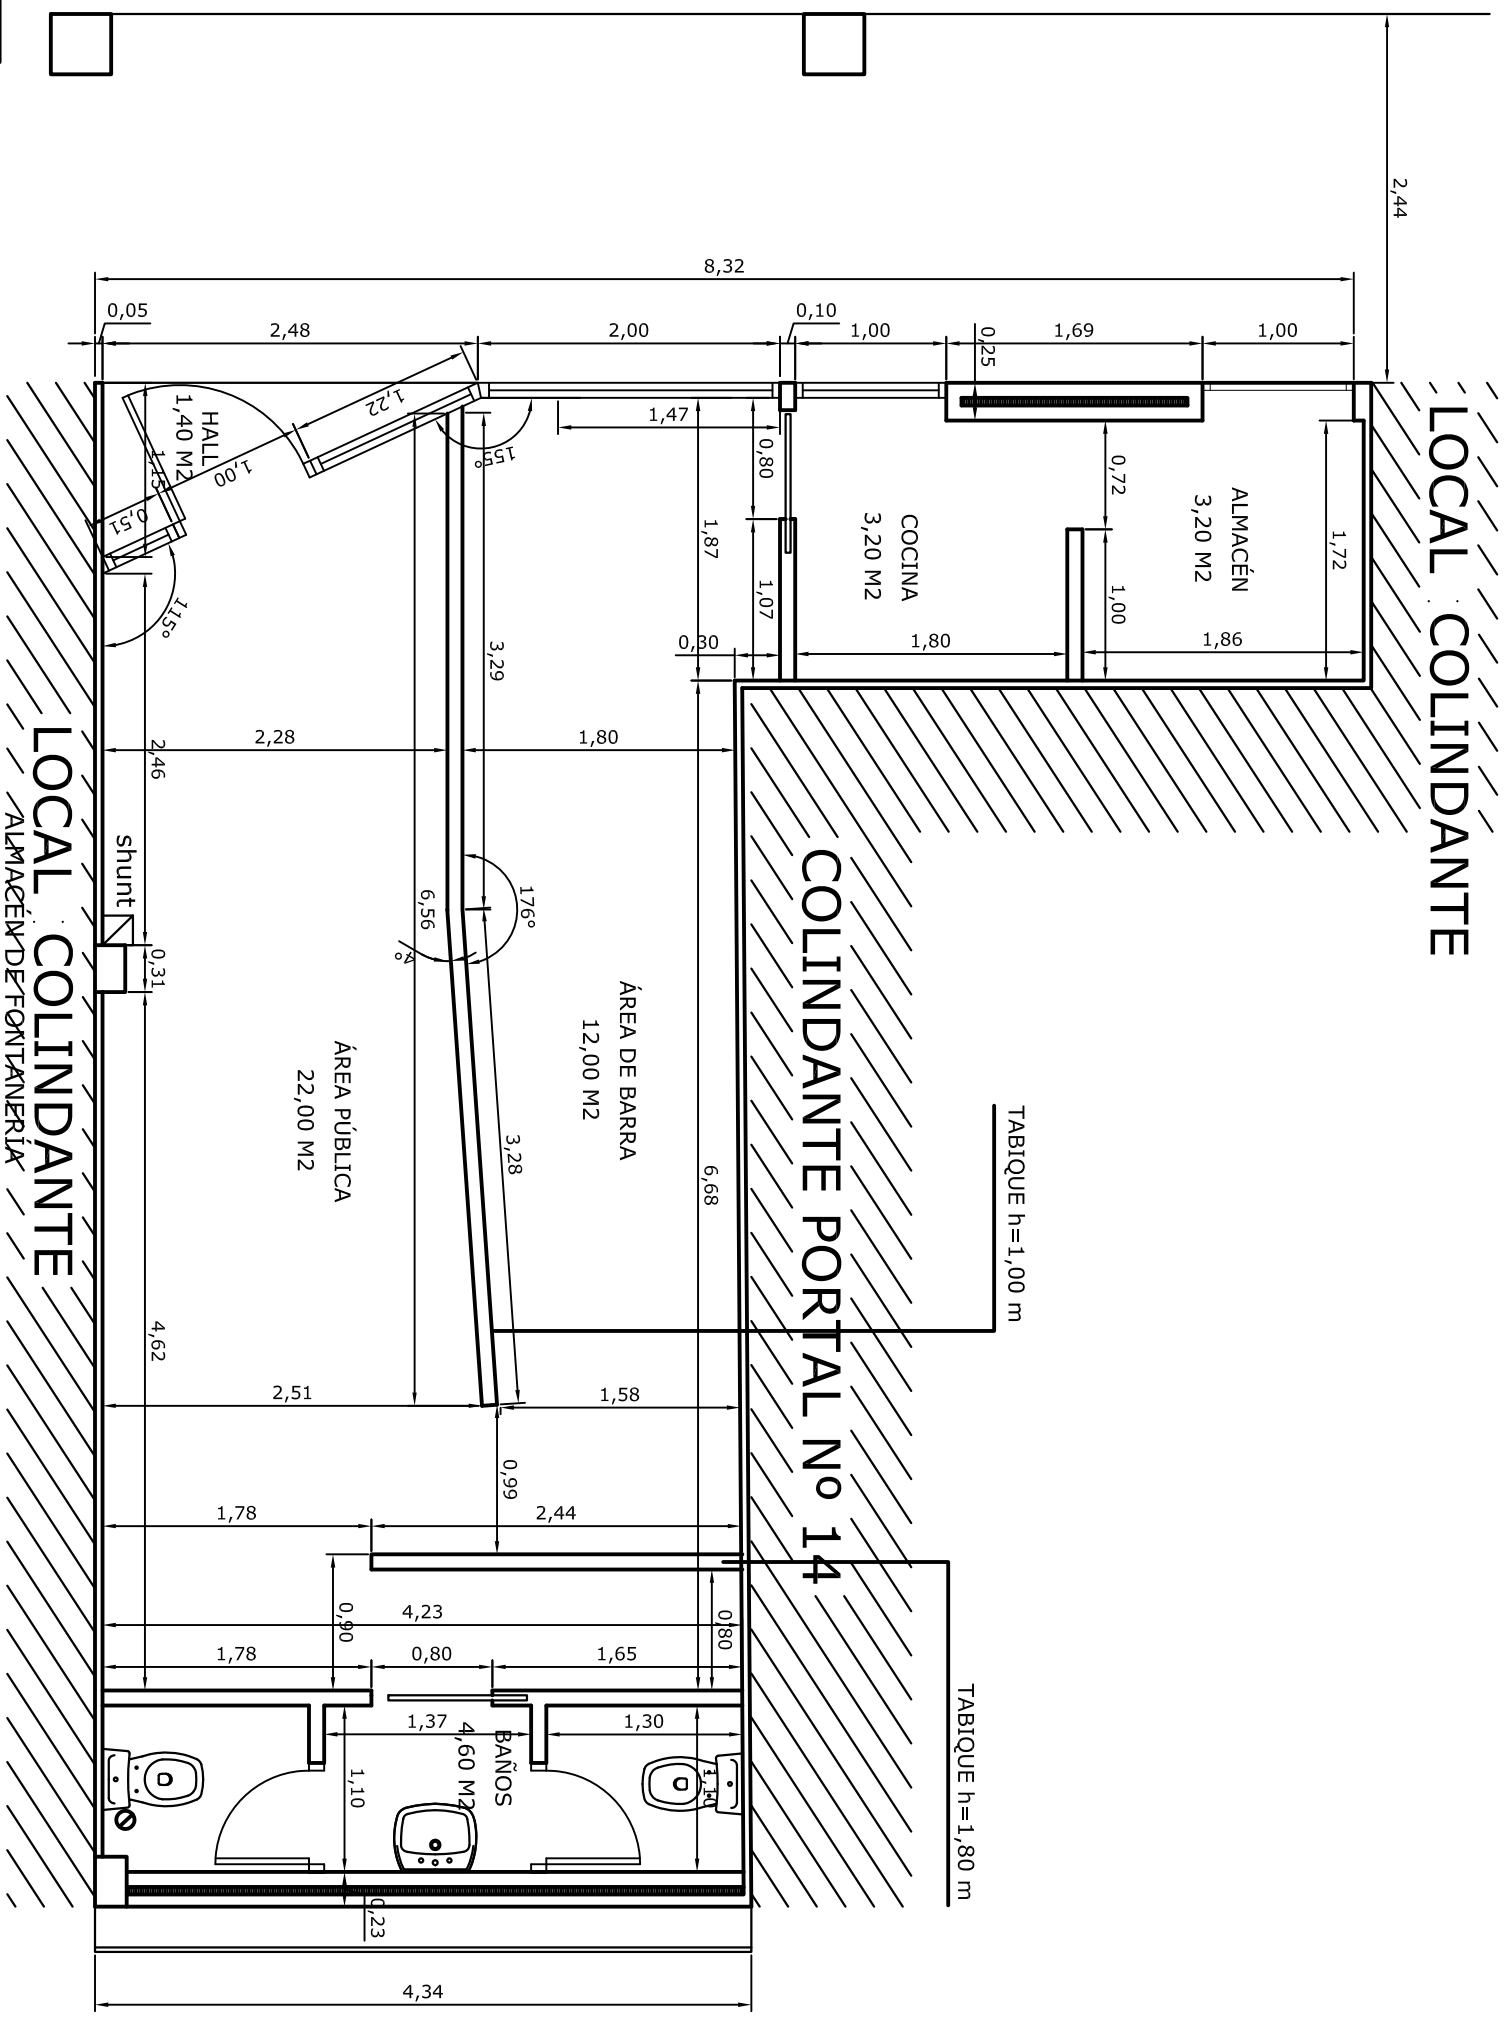 2,44
8,32
0,05
2,48
2,00
0,10
1,00
0,25
1,69
1,00
LOCAL COLINDANTE
HALL
1,40 M2
1,15
1,22
1,00
0,51
115°
155°
1,47
0,80
1,87
1,07
0,30
COCINA
3,20 M2
1,80
0,72
1,00
ALMACÉN
3,20 M2
1,72
1,86
3,29
2,28
1,80
2,46
shunt
0,31
6,56
176°
4°
LOCAL COLINDANTE
ALMACÉN DE FONTANERÍA
COLINDANTE PORTAL Nº 14
ÁREA DE BARRA
12,00 M2
ÁREA PÚBLICA
22,00 M2
3,28
6,68
TABIQUE h=1,00 m
4,62
2,51
1,58
0,99
1,78
2,44
4,23
0,90
0,80
1,78
0,80
1,65
TABIQUE h=1,80 m
1,37
BAÑOS
4,60 M2
1,30
1,10
1,10
0,23
4,34